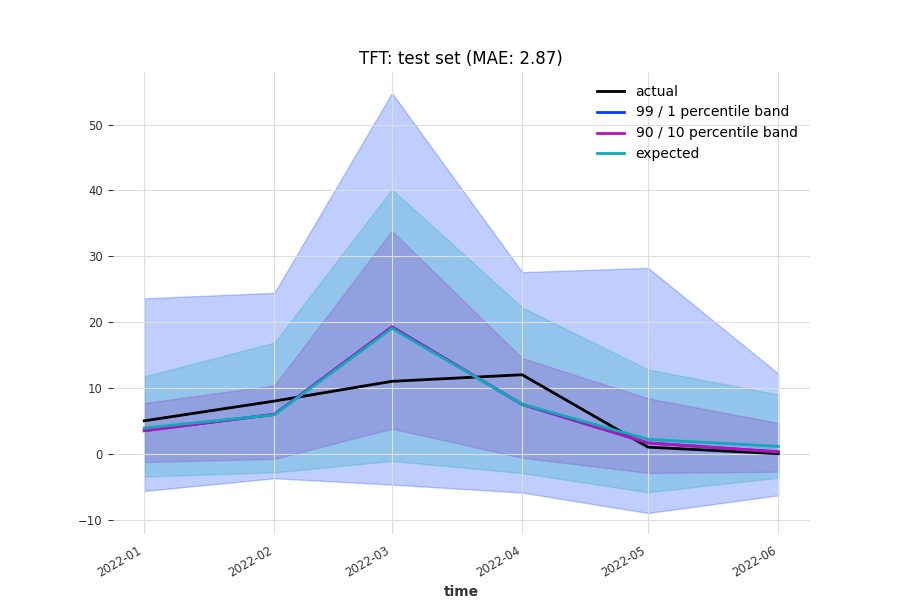 TFT: test set (MAE: 2.87)
actual
99 / 1 percentile band
90 / 10 percentile band
expected
50
40
30
20
10
0
−10
2022-01
2022-02
2022-03
2022-04
2022-05
2022-06
time